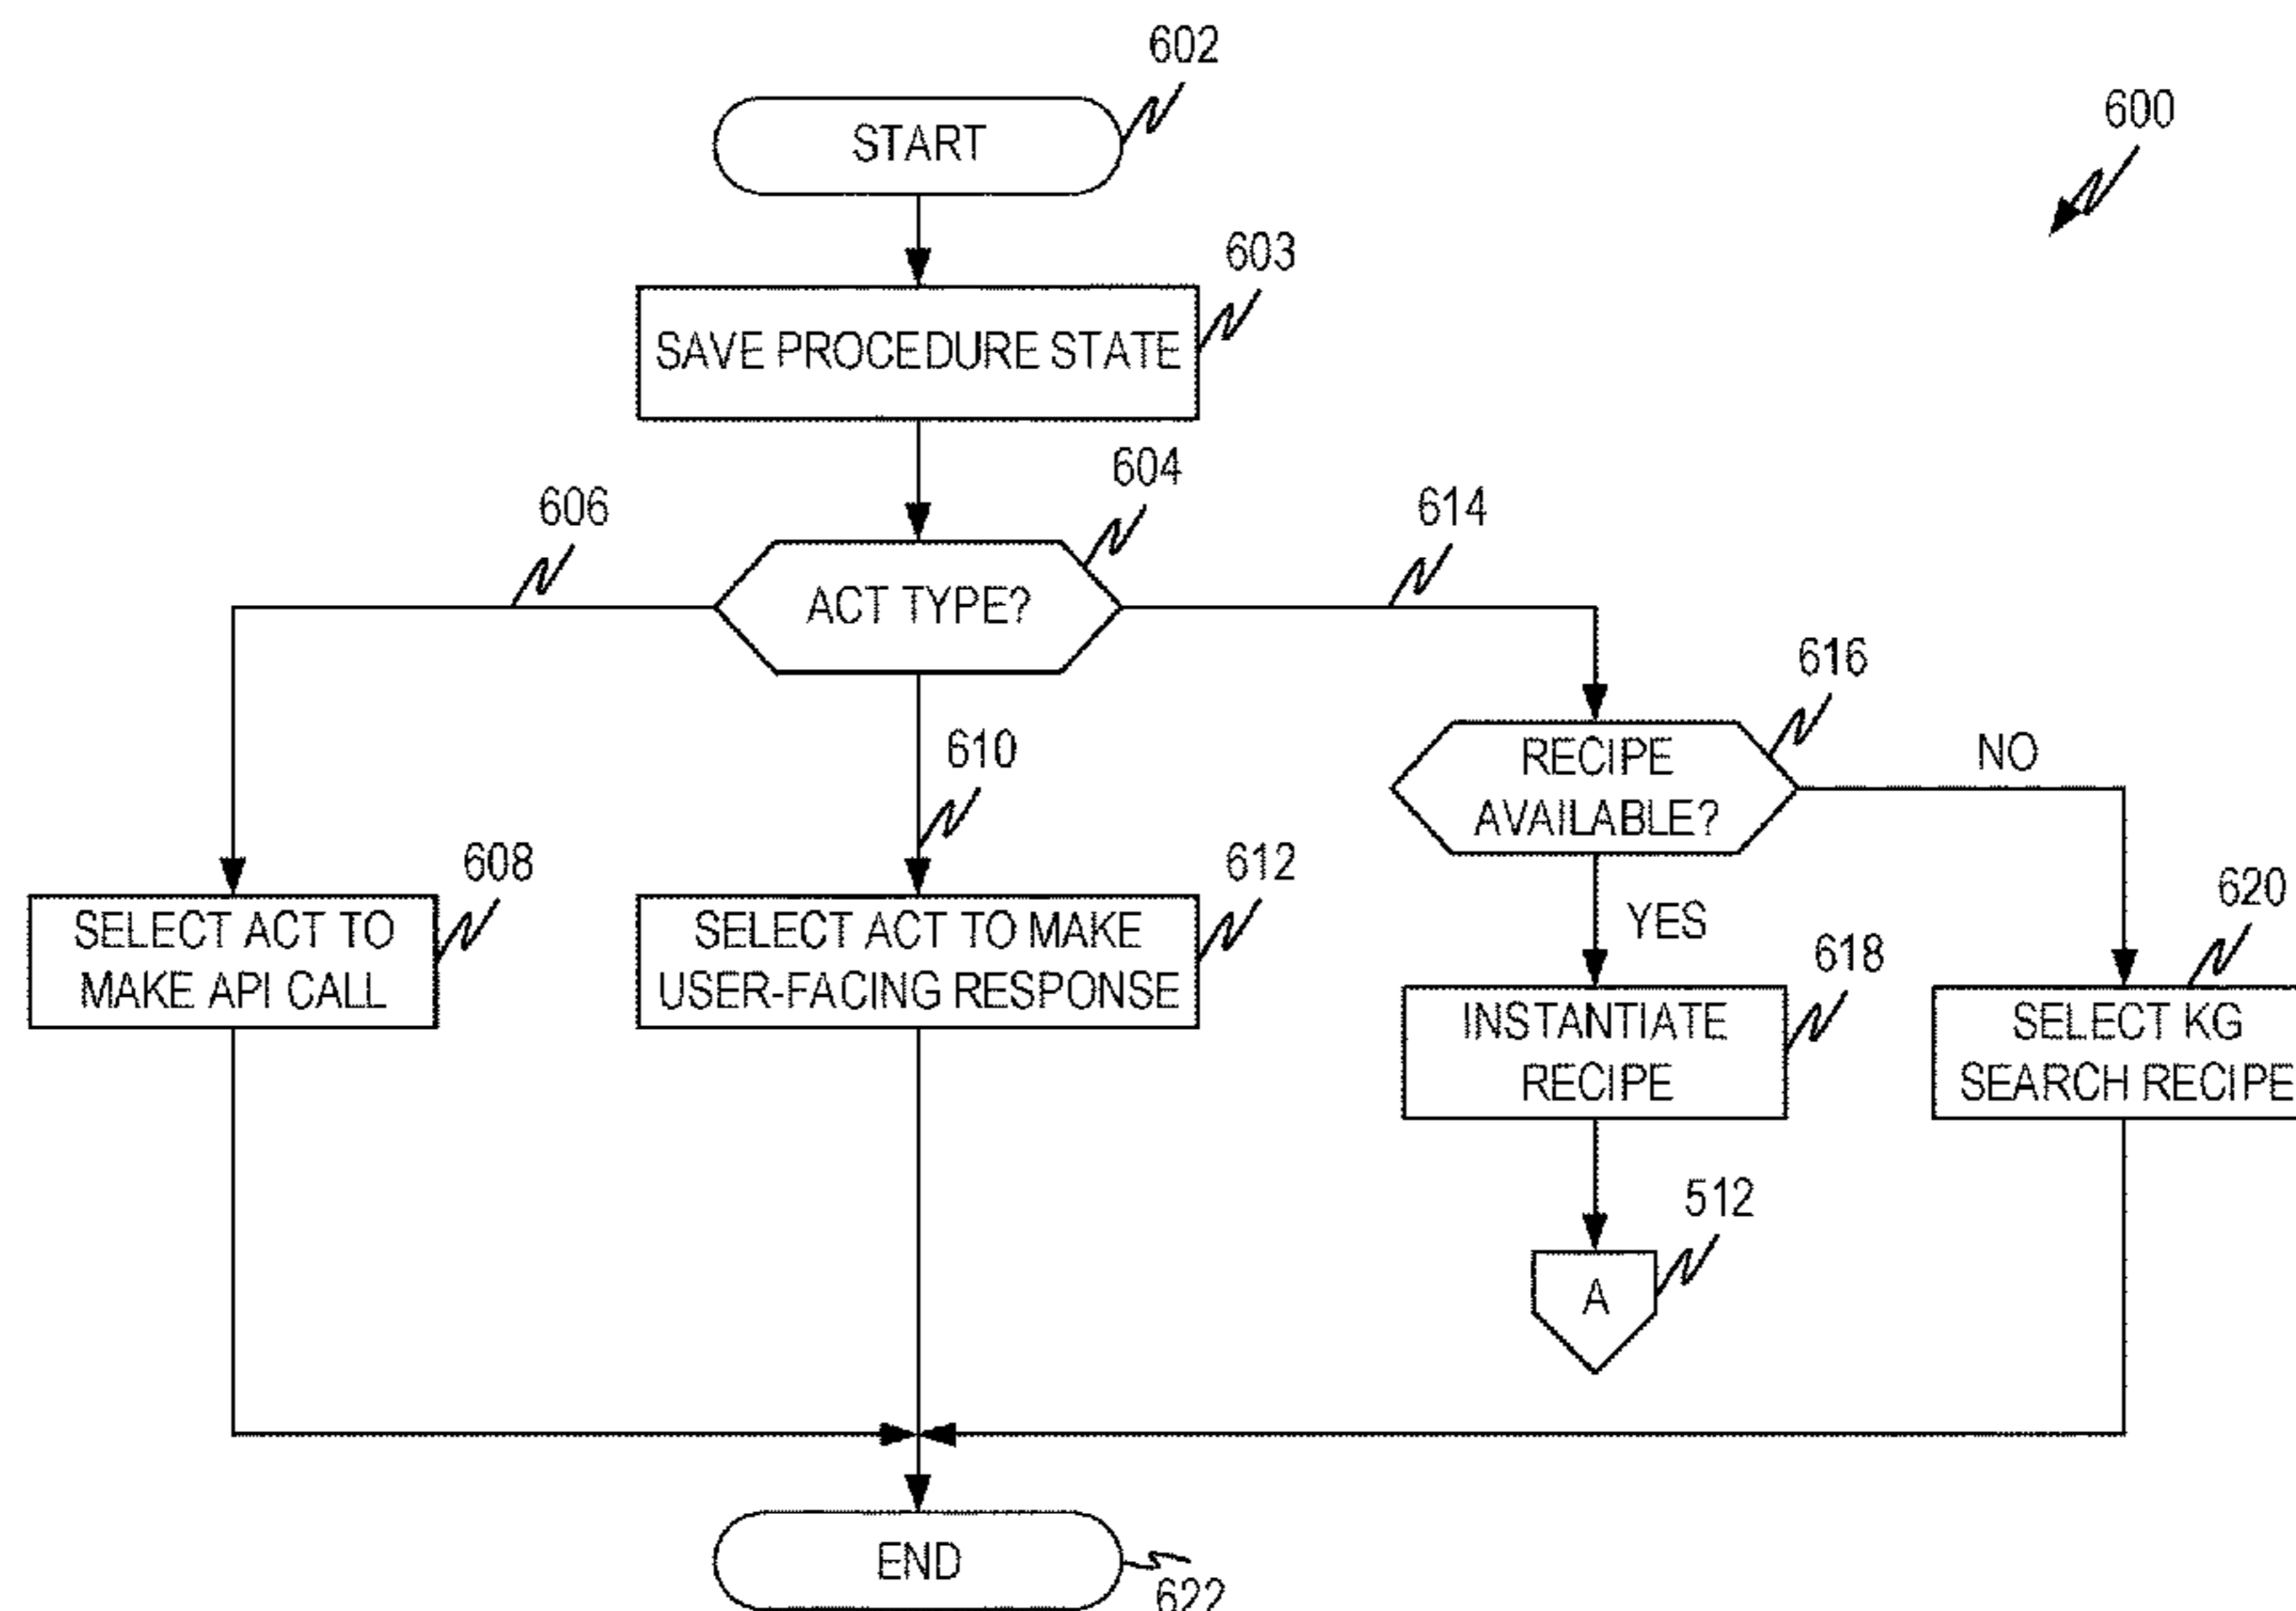 602
START
600
603
SAVE PROCEDURE STATE
604
606
614
ACT TYPE?
616
610
RECIPE
AVAILABLE?
NO
608
612
620
SELECT ACT TO
MAKE API CALL
SELECT ACT TO MAKE
USER-FACING RESPONSE
YES
618
INSTANTIATE
RECIPE
SELECT KG
SEARCH RECIPE
512
A
END
622